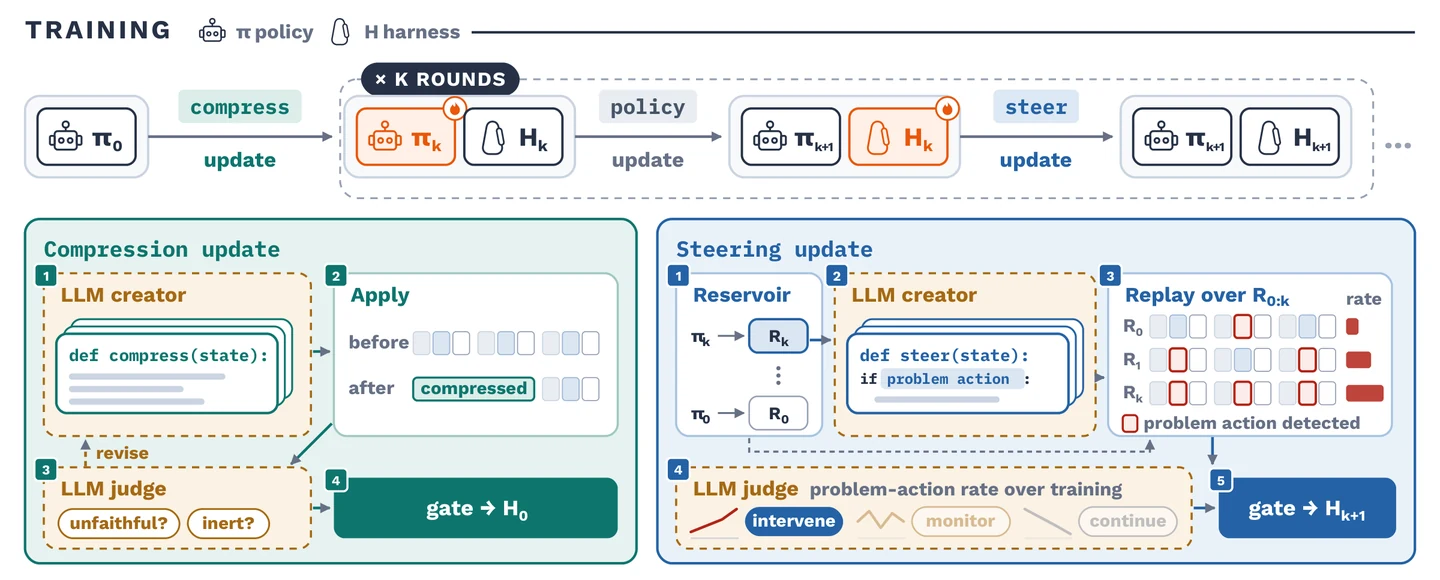 TRAINING π policy H harness
× K ROUNDS
π0 compress update πk Hk policy update πk+1 Hk steer update πk+1 Hk+1 ...
Compression update
1 LLM creator
def compress(state):
2 Apply
before
after compressed
revise
3 LLM judge
unfaithful? inert?
4 gate → H0
Steering update
1 Reservoir
πk → Rk
⋮
π0 → R0
2 LLM creator
def steer(state):
if problem action :
3 Replay over R0:k rate
R0
R1
Rk
problem action detected
4 LLM judge problem-action rate over training
intervene monitor continue
5 gate → Hk+1